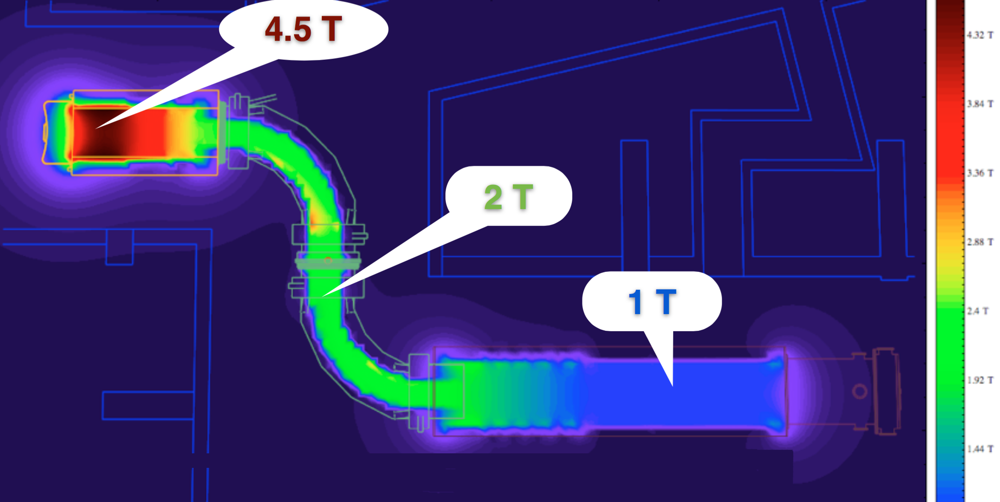 4.5 T
4.32 T
3.84 T
3.36 T
2 T
2.88 T
1 T
2.4 T
1.92 T
1.44 T